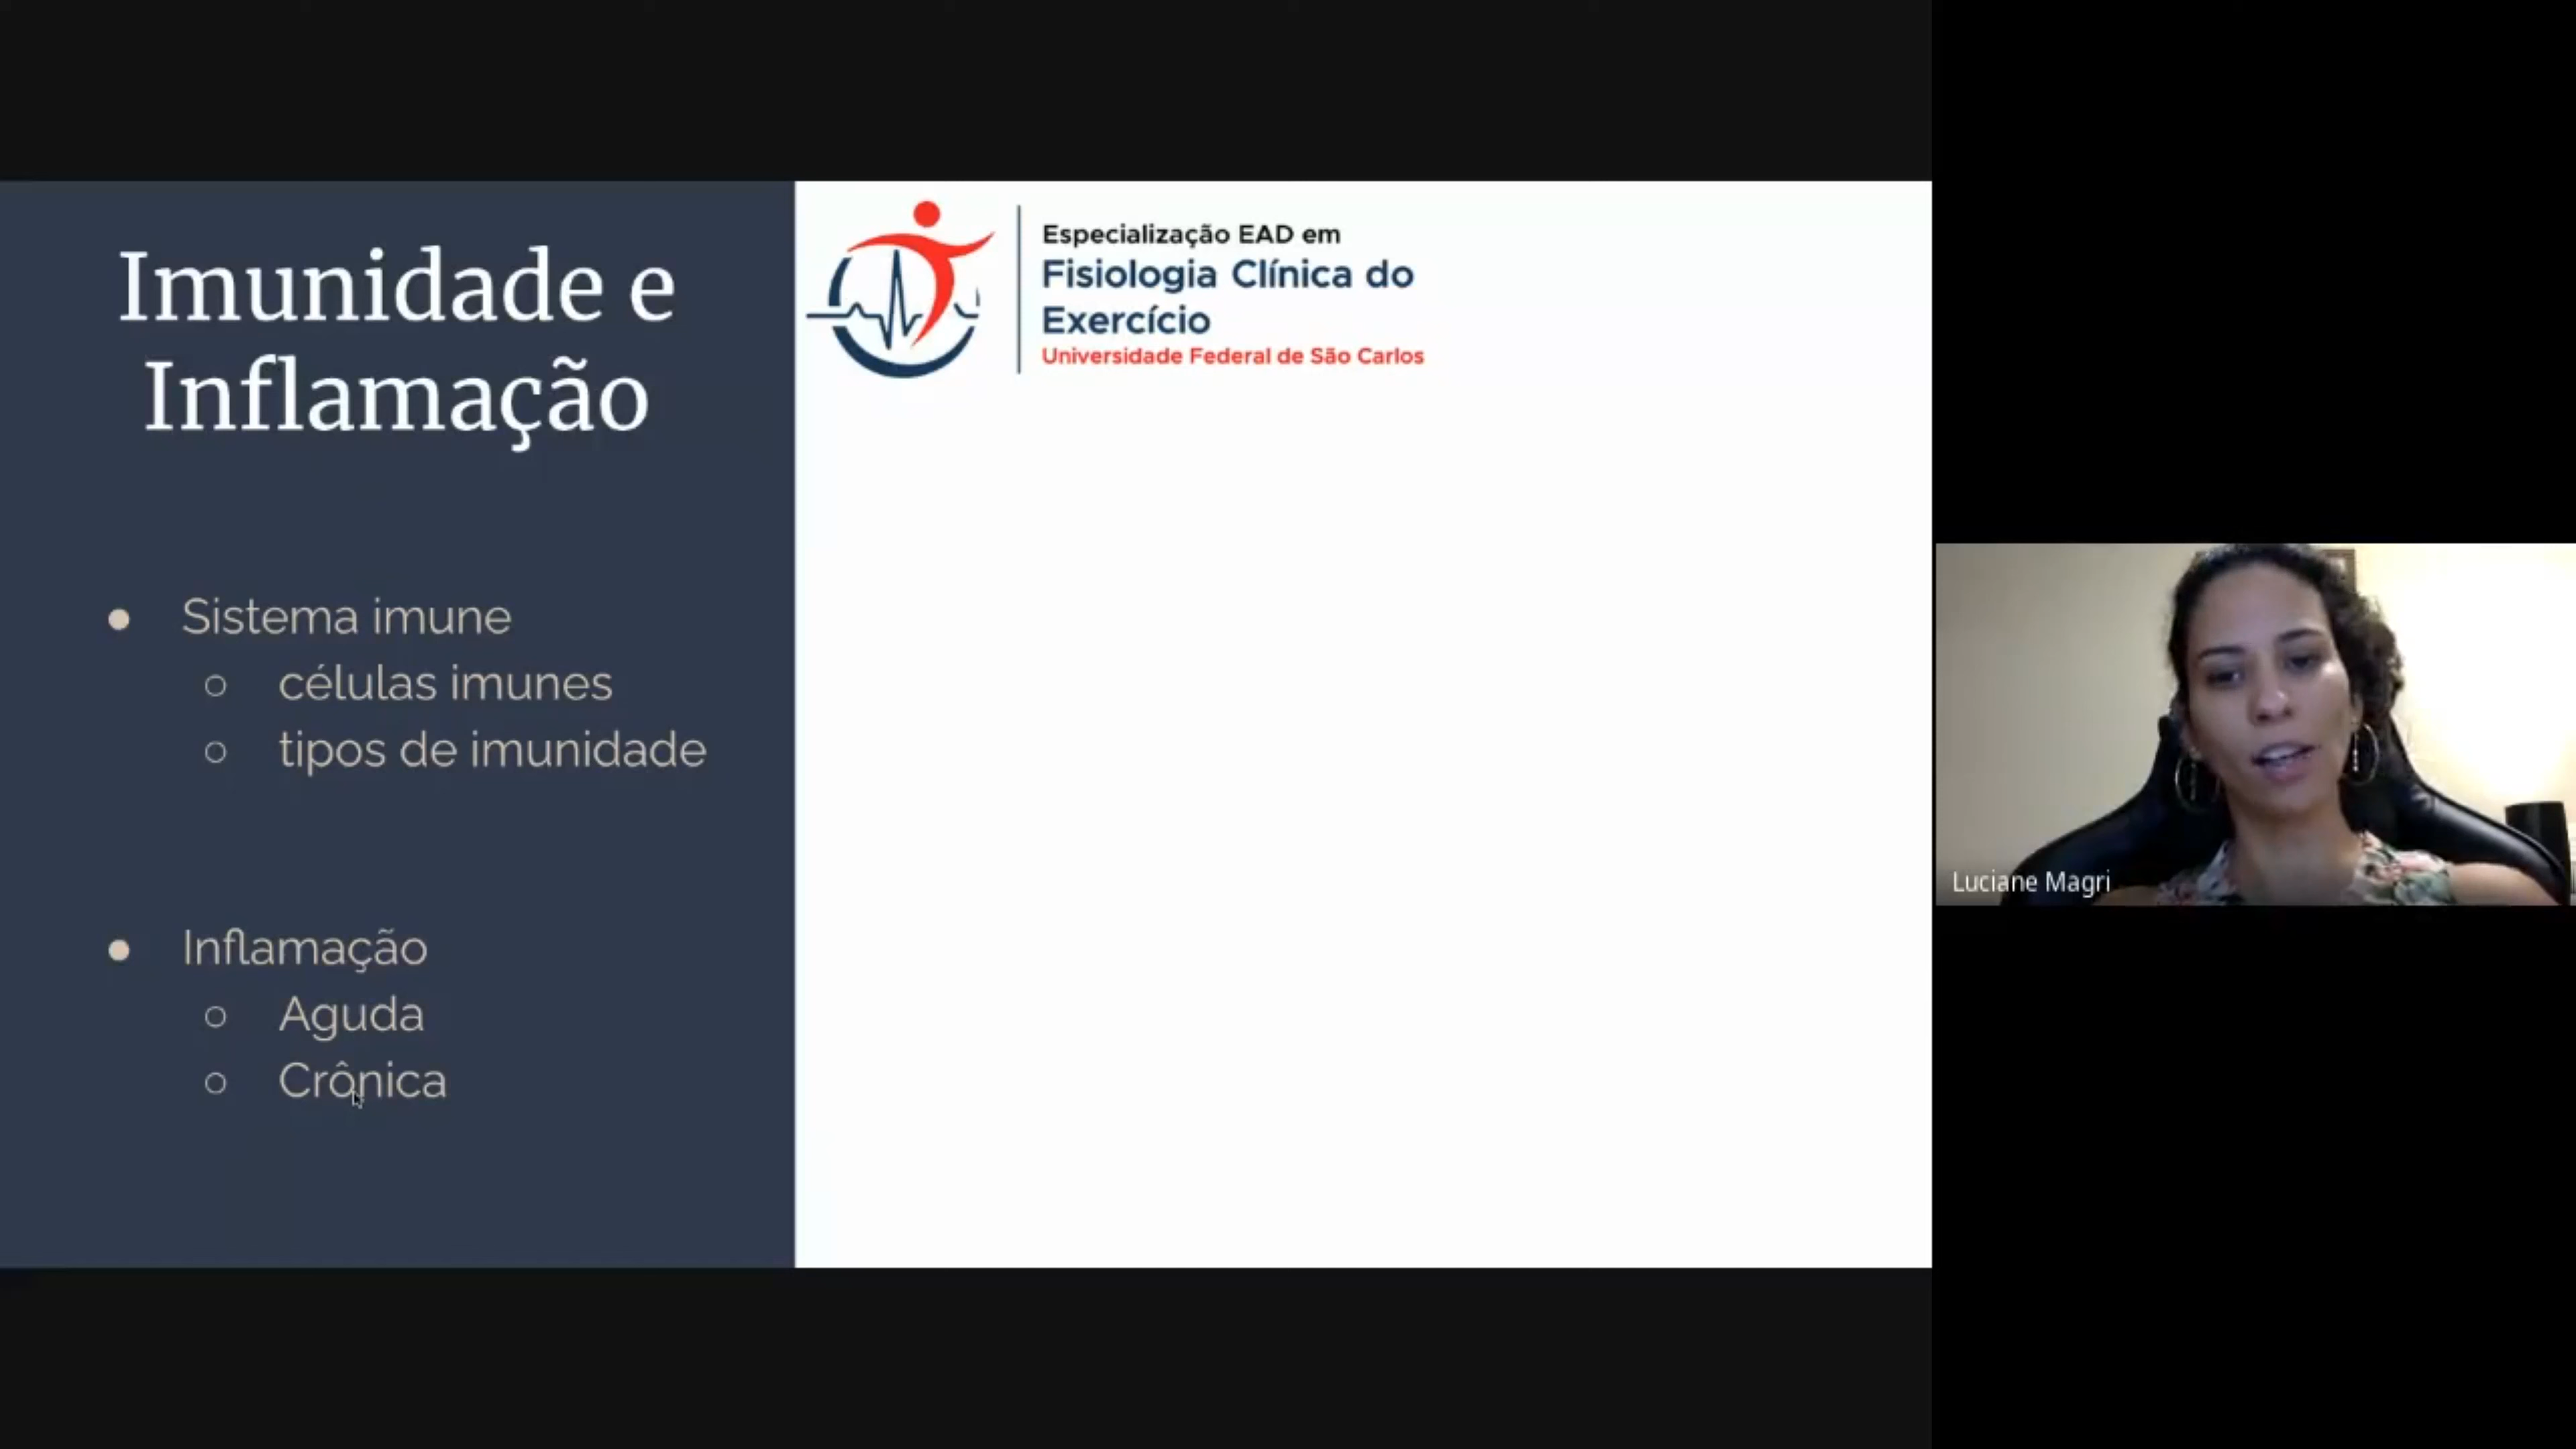 Imunidade e
Inflamação
● Sistema imune
○ células imunes
○ tipos de imunidade
● Inflamação
○ Aguda
○ Crônica
Especialização EAD em
Fisiologia Clínica do
Exercício
Universidade Federal de São Carlos
Luciane Magri